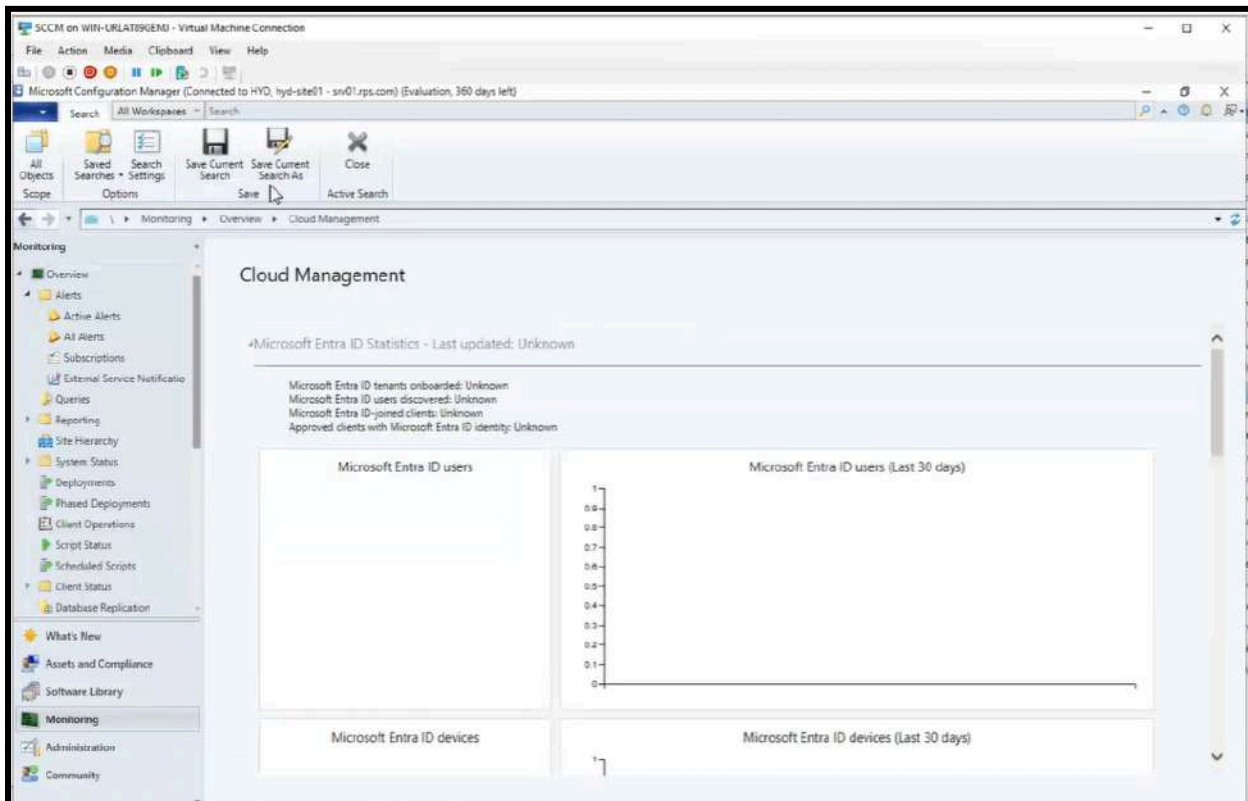 SCCM on WIN-URLAT89GEMJ - Virtual Machine Connection
File Action Media Clipboard View Help
Microsoft Configuration Manager (Connected to HYD, hyd-site01 - srv01.rps.com) (Evaluation, 360 days left)
Search All Workspaces Search
All Objects
Saved Searches
Search Settings
Save Current Search
Save Current Search As
Close
Scope Options Save Active Search
\ Monitoring Overview Cloud Management
Monitoring
Overview
Alerts
Active Alerts
All Alerts
Subscriptions
External Service Notificatio
Queries
Reporting
Site Hierarchy
System Status
Deployments
Phased Deployments
Client Operations
Script Status
Scheduled Scripts
Client Status
Database Replication
What's New
Assets and Compliance
Software Library
Monitoring
Administration
Community
Cloud Management
Microsoft Entra ID Statistics - Last updated: Unknown
Microsoft Entra ID tenants onboarded: Unknown
Microsoft Entra ID users discovered: Unknown
Microsoft Entra ID-joined clients: Unknown
Approved clients with Microsoft Entra ID identity: Unknown
Microsoft Entra ID users
Microsoft Entra ID users (Last 30 days)
1
0.9
0.8
0.7
0.6
0.5
0.4
0.3
0.2
0.1
0
Microsoft Entra ID devices
Microsoft Entra ID devices (Last 30 days)
1